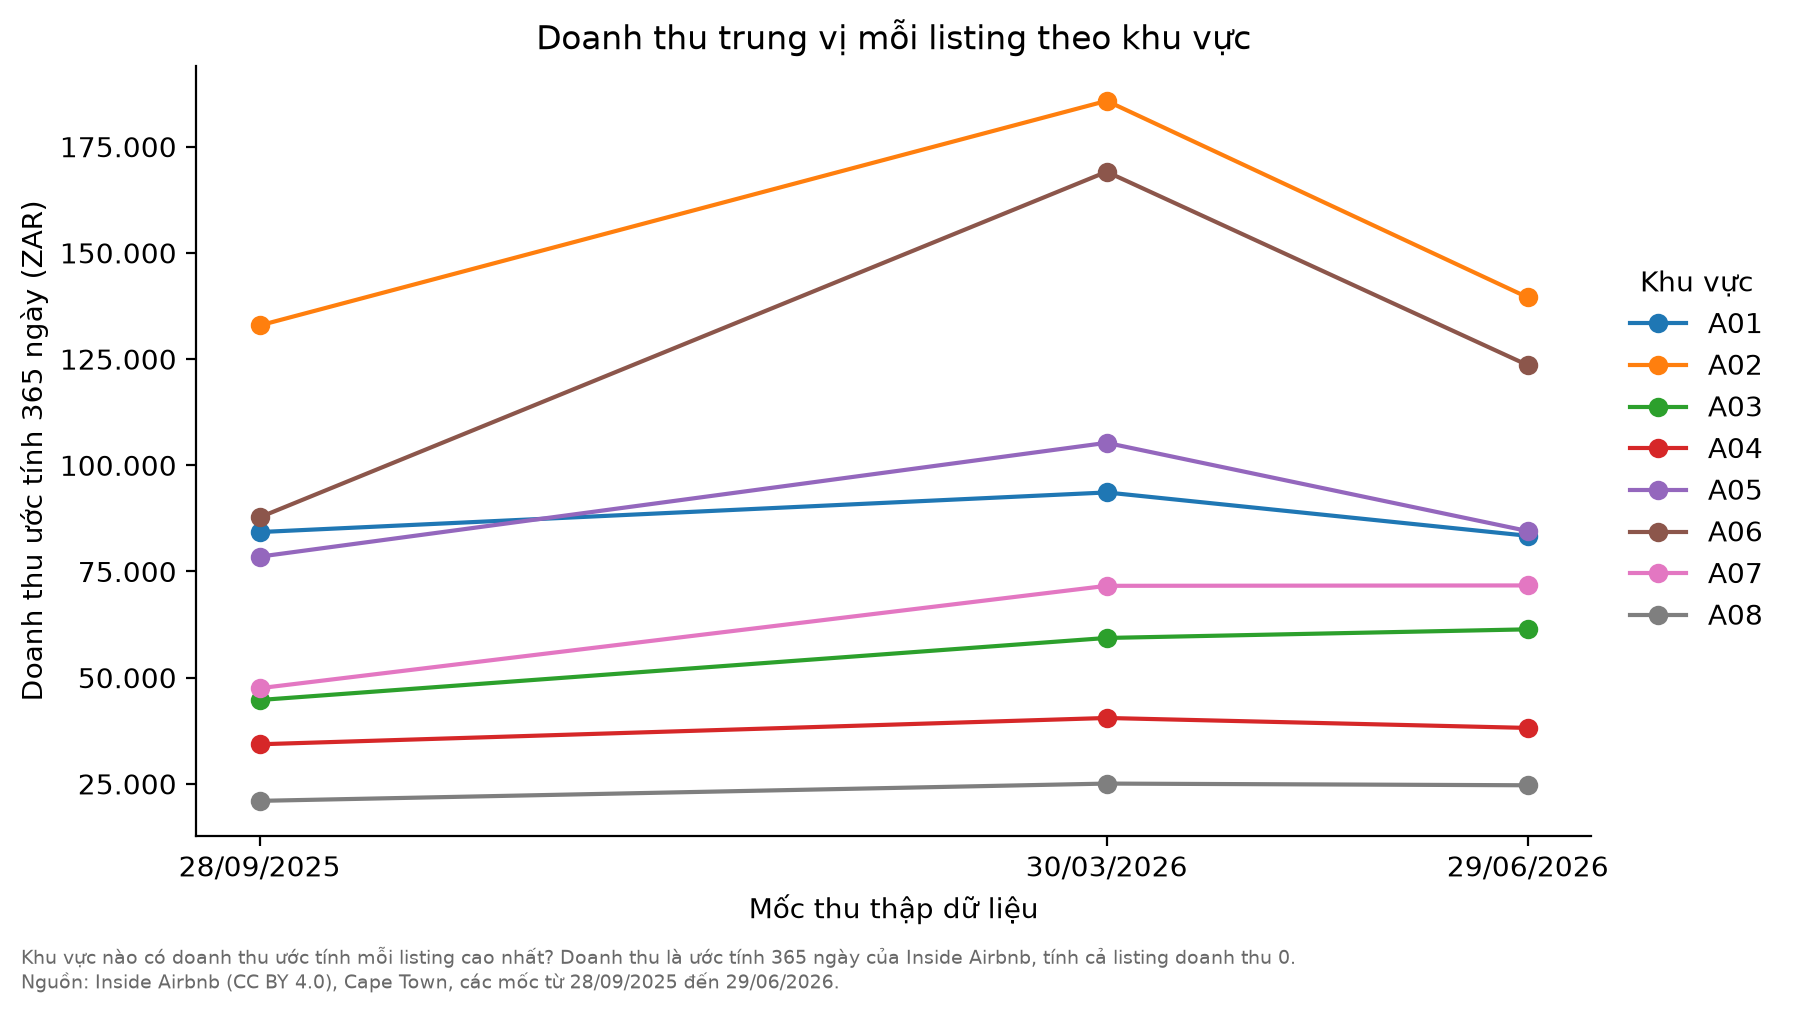 Doanh thu trung vị mỗi listing theo khu vực
Doanh thu ước tính 365 ngày (ZAR)
175.000
150.000
125.000
100.000
75.000
50.000
25.000
28/09/2025
30/03/2026
29/06/2026
Mốc thu thập dữ liệu
Khu vực
A01
A02
A03
A04
A05
A06
A07
A08
Khu vực nào có doanh thu ước tính mỗi listing cao nhất? Doanh thu là ước tính 365 ngày của Inside Airbnb, tính cả listing doanh thu 0.
Nguồn: Inside Airbnb (CC BY 4.0), Cape Town, các mốc từ 28/09/2025 đến 29/06/2026.